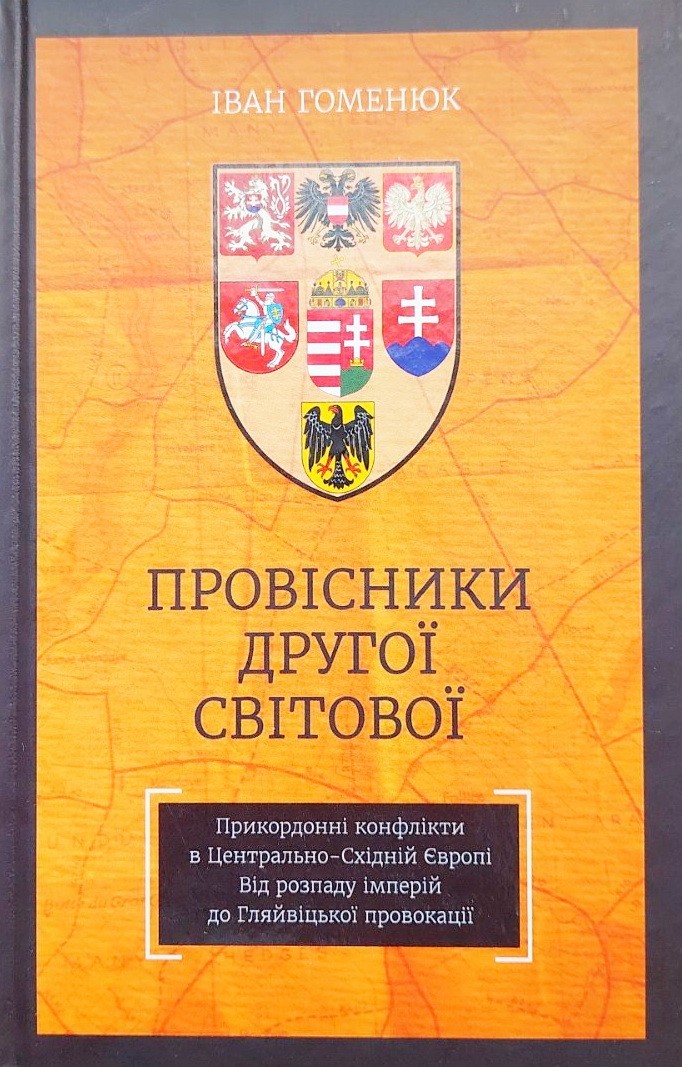 ІВАН ГОМЕНЮК
ПРОВІСНИКИ
ДРУГОЇ
СВІТОВОЇ
Прикордонні конфлікти
в Центрально-Східній Європі
Від розпаду імперій
до Гляйвіцької провокації